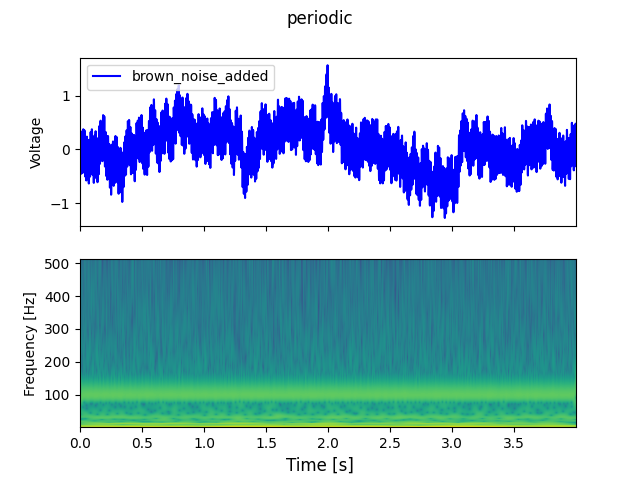 periodic
brown_noise_added
Voltage
1
0
−1
Frequency [Hz]
500
400
300
200
100
0.0 0.5 1.0 1.5 2.0 2.5 3.0 3.5
Time [s]